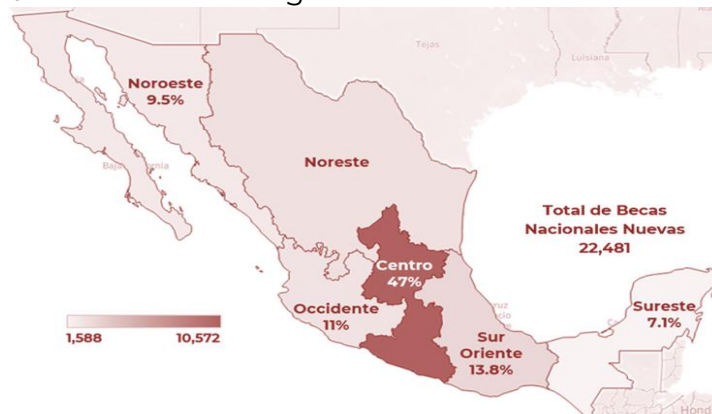 Tejas
Luisiana
Noroeste
9.5%
Noreste
Total de Becas
Nacionales Nuevas
22,481
Centro
47%
Occidente
11%
Sureste
7.1%
Sur
Oriente
13.8%
1,588 10,572